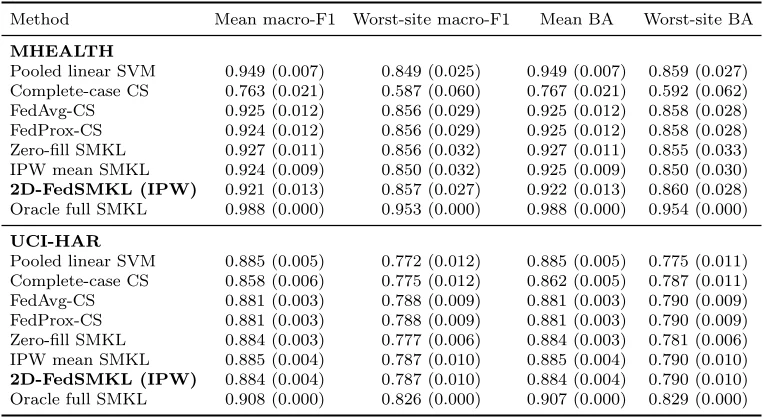 Method Mean macro-F1 Worst-site macro-F1 Mean BA Worst-site BA
MHEALTH
Pooled linear SVM 0.949 (0.007) 0.849 (0.025) 0.949 (0.007) 0.859 (0.027)
Complete-case CS 0.763 (0.021) 0.587 (0.060) 0.767 (0.021) 0.592 (0.062)
FedAvg-CS 0.925 (0.012) 0.856 (0.029) 0.925 (0.012) 0.858 (0.028)
FedProx-CS 0.924 (0.012) 0.856 (0.029) 0.925 (0.012) 0.858 (0.028)
Zero-fill SMKL 0.927 (0.011) 0.856 (0.032) 0.927 (0.011) 0.855 (0.033)
IPW mean SMKL 0.924 (0.009) 0.850 (0.032) 0.925 (0.009) 0.850 (0.030)
2D-FedSMKL (IPW) 0.921 (0.013) 0.857 (0.027) 0.922 (0.013) 0.860 (0.028)
Oracle full SMKL 0.988 (0.000) 0.953 (0.000) 0.988 (0.000) 0.954 (0.000)
UCI-HAR
Pooled linear SVM 0.885 (0.005) 0.772 (0.012) 0.885 (0.005) 0.775 (0.011)
Complete-case CS 0.858 (0.006) 0.775 (0.012) 0.862 (0.005) 0.787 (0.011)
FedAvg-CS 0.881 (0.003) 0.788 (0.009) 0.881 (0.003) 0.790 (0.009)
FedProx-CS 0.881 (0.003) 0.788 (0.009) 0.881 (0.003) 0.790 (0.009)
Zero-fill SMKL 0.884 (0.003) 0.777 (0.006) 0.884 (0.003) 0.781 (0.006)
IPW mean SMKL 0.885 (0.004) 0.787 (0.010) 0.885 (0.004) 0.790 (0.010)
2D-FedSMKL (IPW) 0.884 (0.004) 0.787 (0.010) 0.884 (0.004) 0.790 (0.010)
Oracle full SMKL 0.908 (0.000) 0.826 (0.000) 0.907 (0.000) 0.829 (0.000)